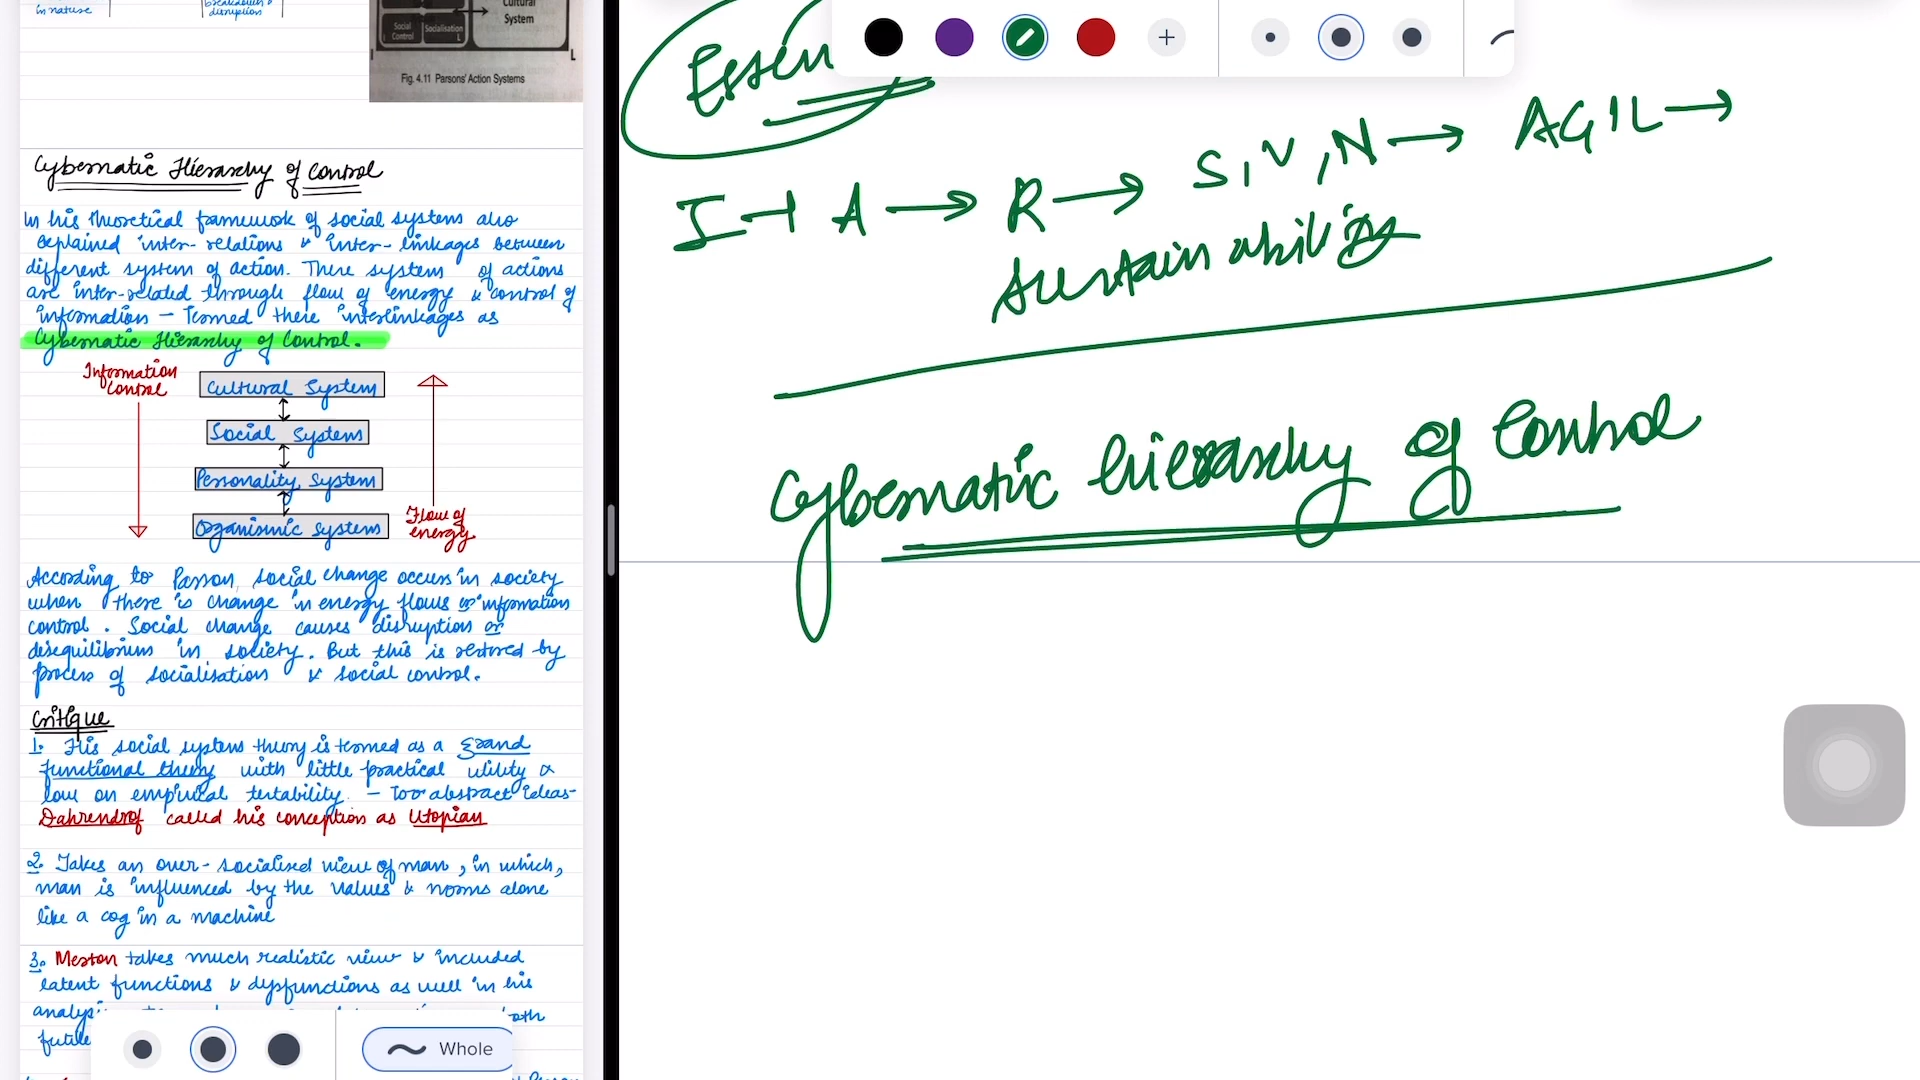 in nature
breakdown &
disruption
Cultural
System
Social
Control
Socialisation
L
L
Fig. 4.11 Parsons' Action Systems
Cybernatic Hierarchy of Control
In his theoretical framework of social systems also
explained inter-relations & inter-linkages between
different system of action. These system of actions
are inter-related through flow of energy & control of
information – Termed these interlinkages as
Cybernatic Hierarchy of Control.
Information
Control
Cultural System
Social System
Personality System
Organismic System
Flow of
energy
According to Parson, social change occurs in society
when there is change in energy flows or information
control. Social change causes disruption or
disequilibrium in society. But this is restored by
process of socialisation & social control.
Critique
1. His social systems theory is termed as a grand
functional theory with little practical utility &
low on empirical testability. – Too abstract ideas-
Dahrendrof called his conception as Utopian
2. Takes an over-socialized view of man, in which,
man is influenced by the values & norms alone
like a cog in a machine
3. Merton takes much realistic view & included
latent functions & dysfunctions as well in his
Whole
Essen
I → A → R → S, V, N → AGIL →
Sustainability
Cybernatic hierarchy of Control